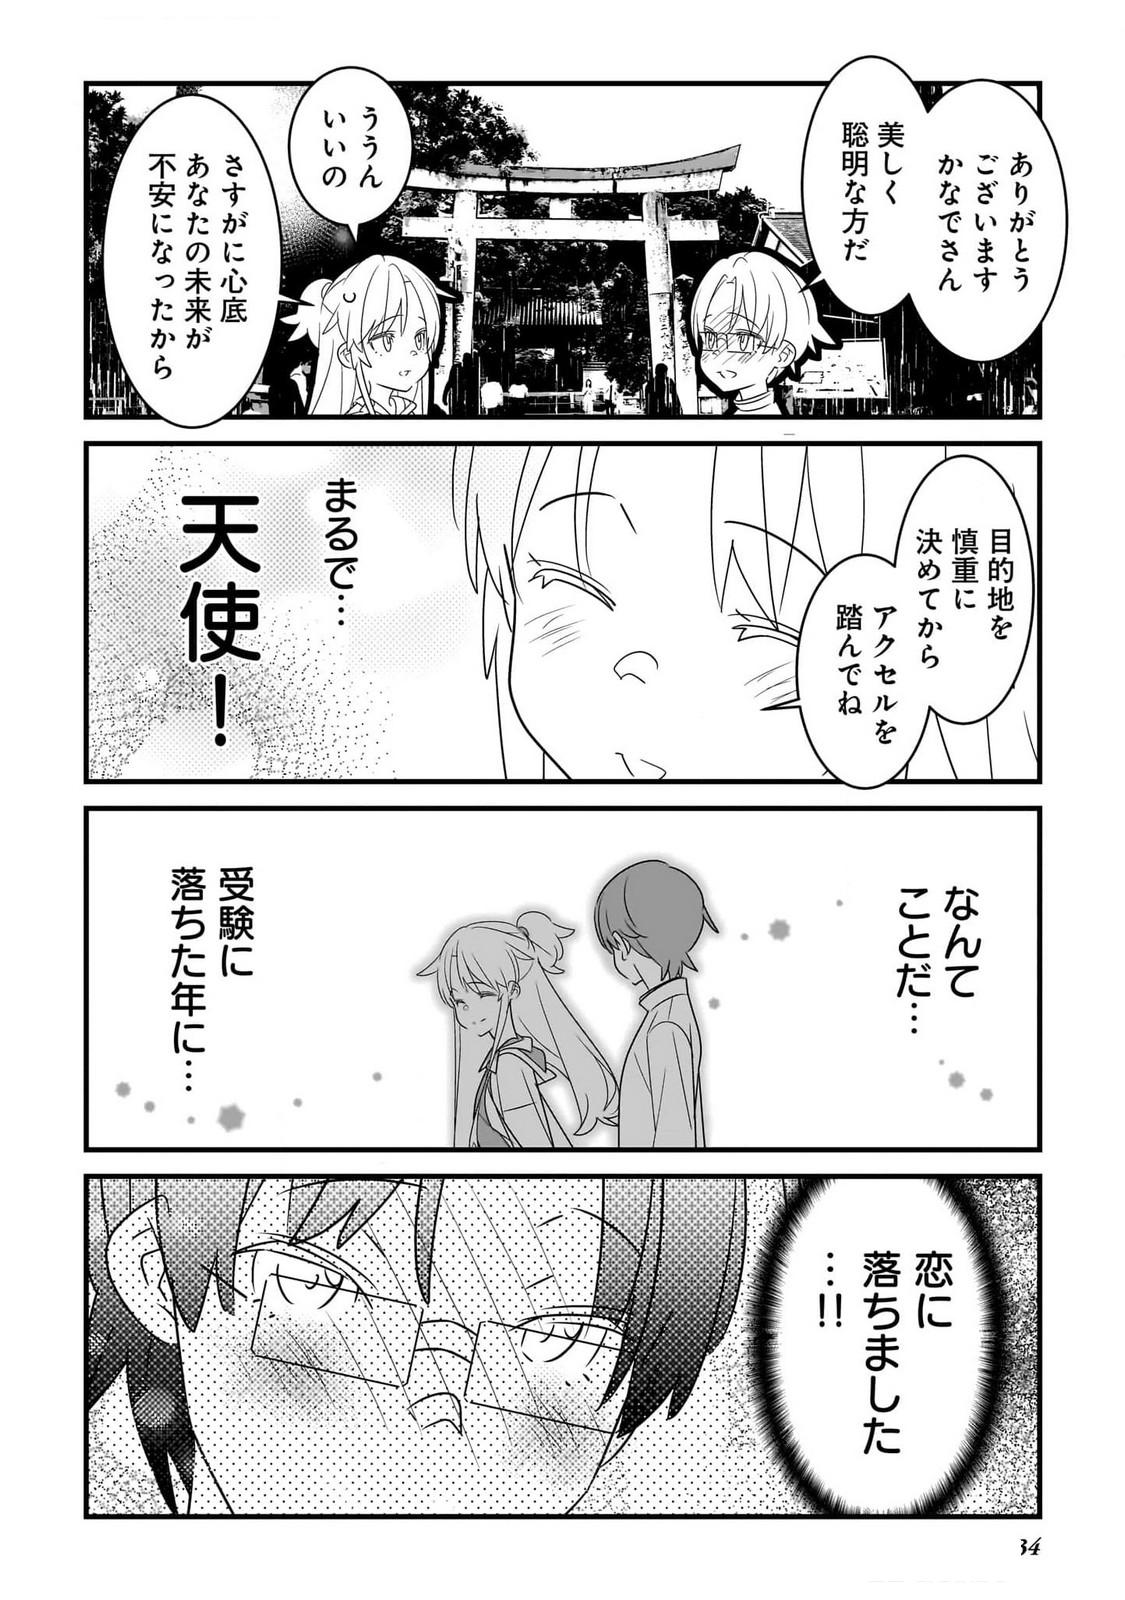 ありがとう
ございます
かなでさん
美しく
聡明な方だ
ううん
いいの
さすがに心底
あなたの未来が
不安になったから
目的地を
慎重に
決めてから
アクセルを
踏んでね
まるで…
天使！
なんて
ことだ…
受験に
落ちた年に…
恋に
落ちました
…!!
34